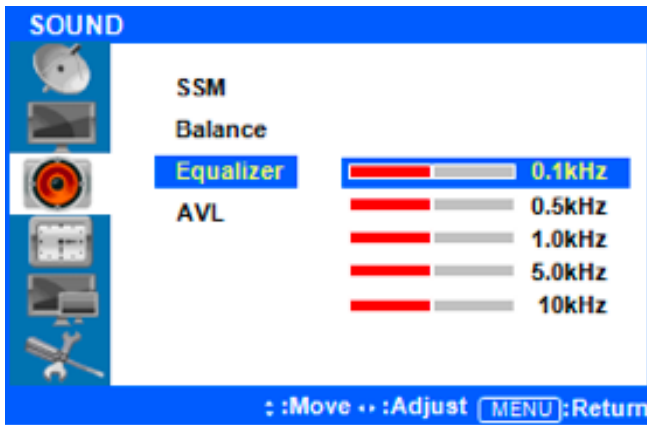 SOUND
SSM
Balance
Equalizer 0.1kHz
AVL 0.5kHz
1.0kHz
5.0kHz
10kHz
:Move :Adjust MENU:Return